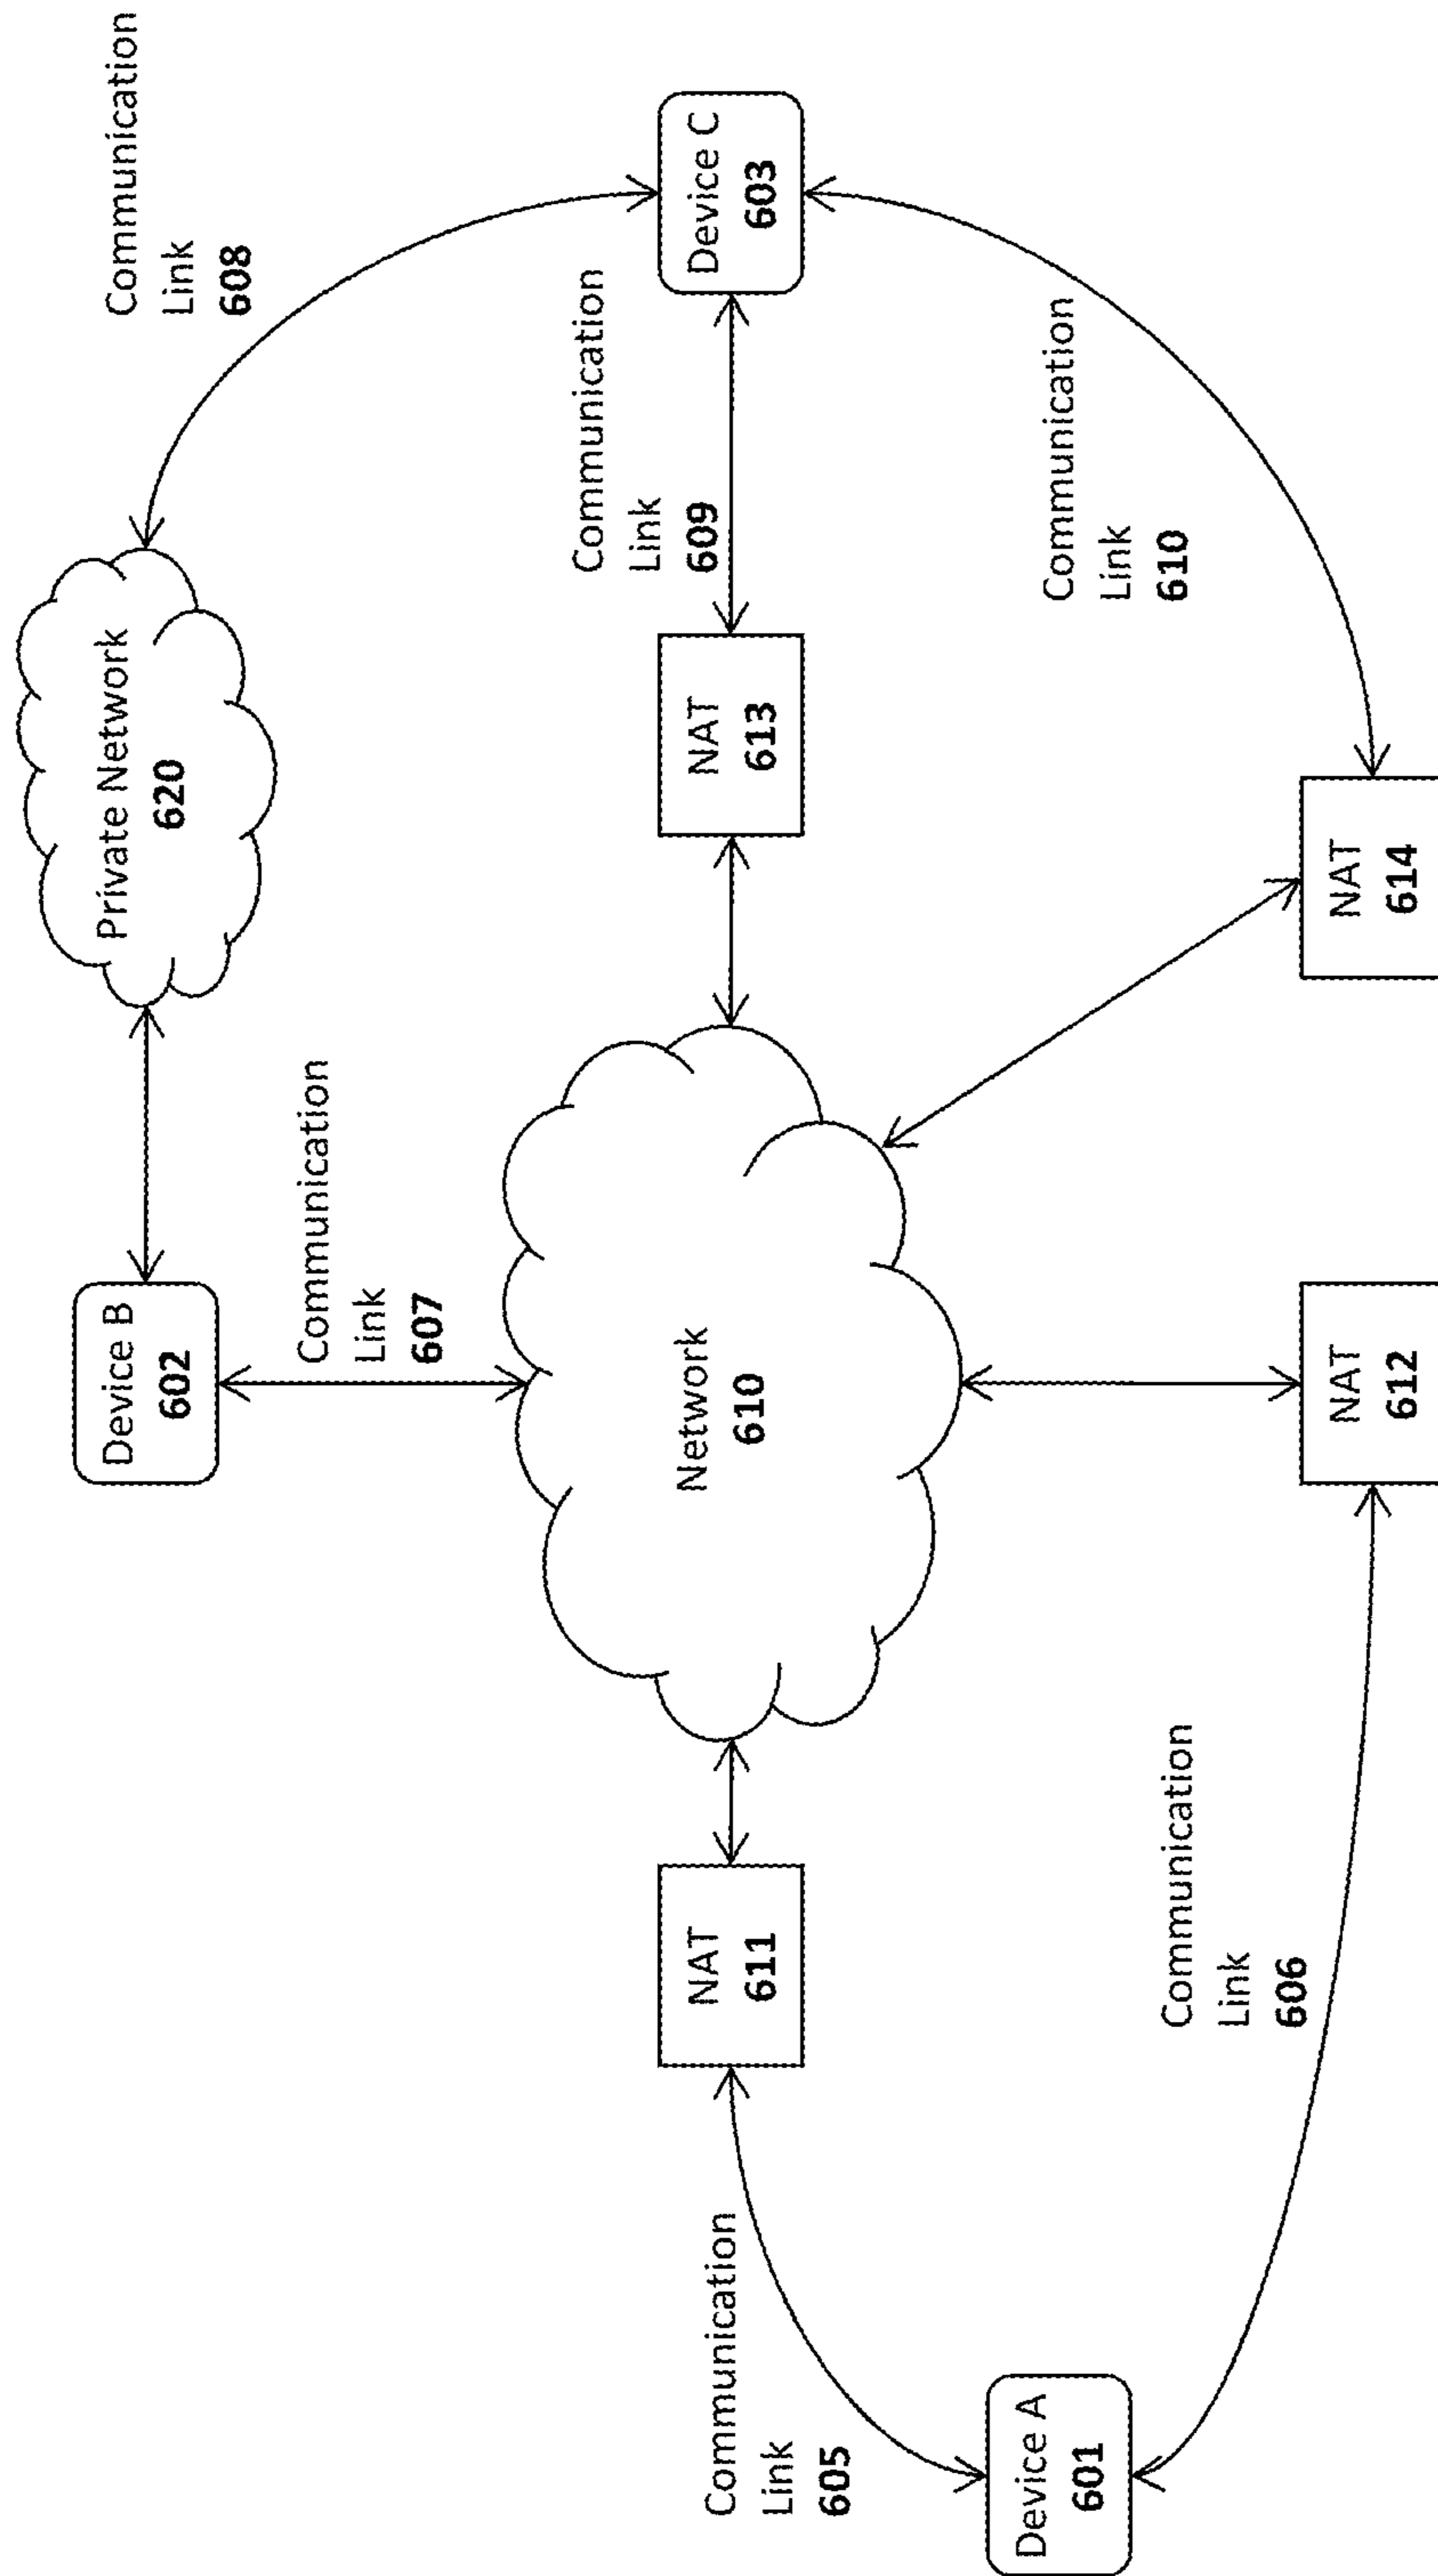 Device B
602
Private Network
620
Communication
Link
608
Communication
Link
607
Communication
Link
609
Device C
603
NAT
611
Network
610
NAT
613
Communication
Link
605
Communication
Link
610
Device A
601
Communication
Link
606
NAT
612
NAT
614